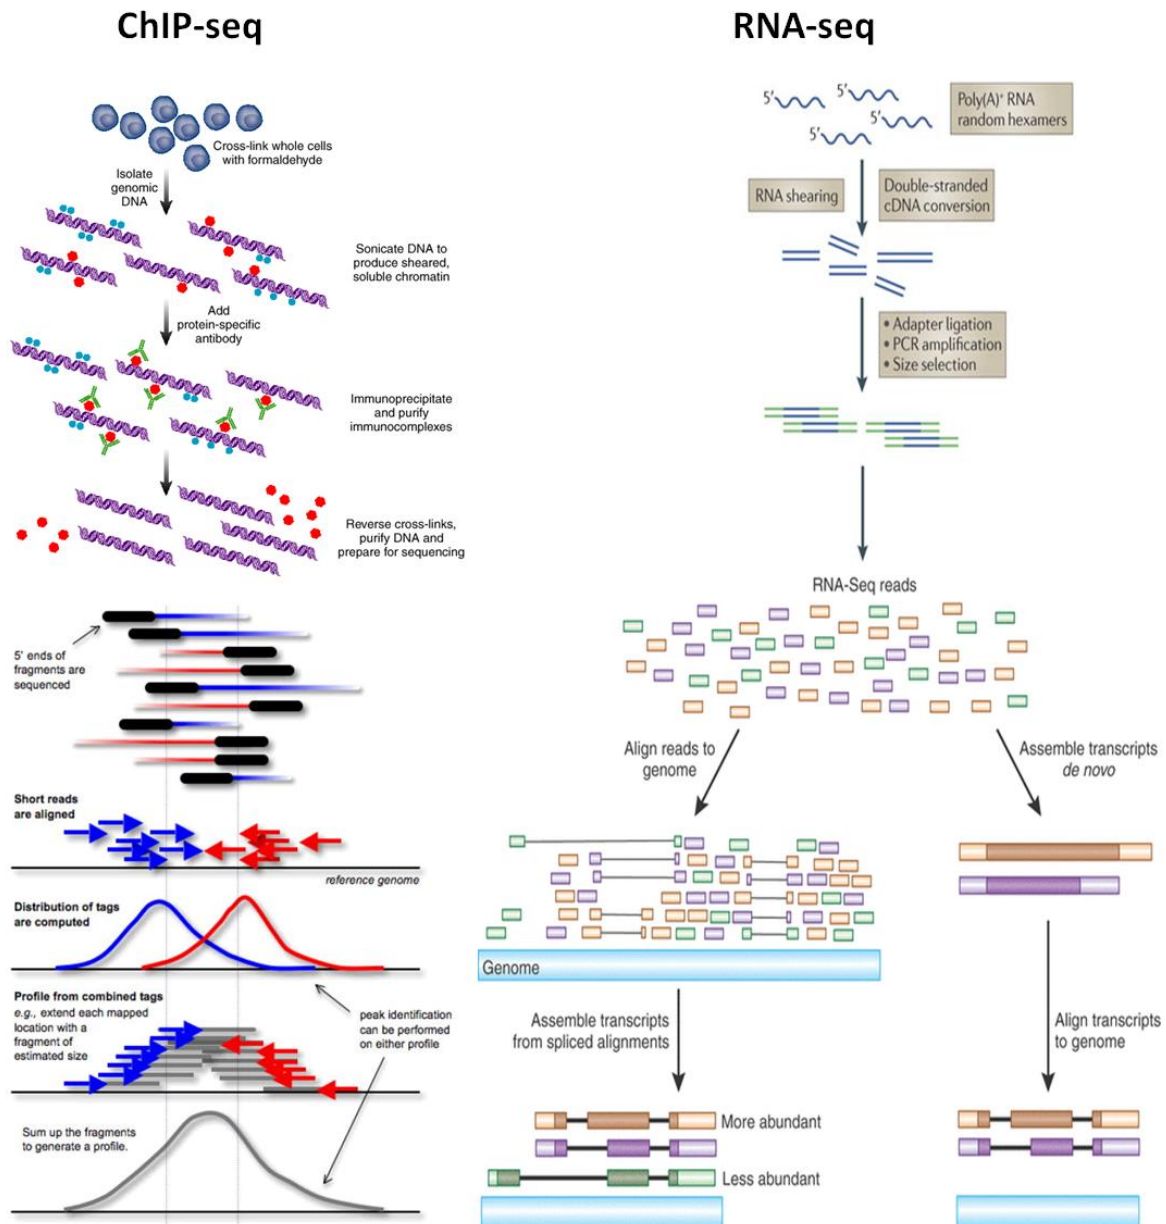 ChIP-seq
Cross-link whole cells
with formaldehyde
Isolate
genomic
DNA
Sonicate DNA to
produce sheared,
soluble chromatin
Add
protein-specific
antibody
Immunoprecipitate
and purify
immunocomplexes
Reverse cross-links,
purify DNA and
prepare for sequencing
5' ends of
fragments are
sequenced
Short reads
are aligned
reference genome
Distribution of tags
are computed
Profile from combined tags
e.g., extend each mapped
location with a
fragment of
estimated size
peak identification
can be performed
on either profile
Sum up the fragments
to generate a profile.
RNA-seq
5'
5'
5'
5'
Poly(A)⁺ RNA
random hexamers
RNA shearing
Double-stranded
cDNA conversion
• Adapter ligation
• PCR amplification
• Size selection
RNA-Seq reads
Align reads to
genome
Assemble transcripts
de novo
Genome
Assemble transcripts
from spliced alignments
Align transcripts
to genome
More abundant
Less abundant